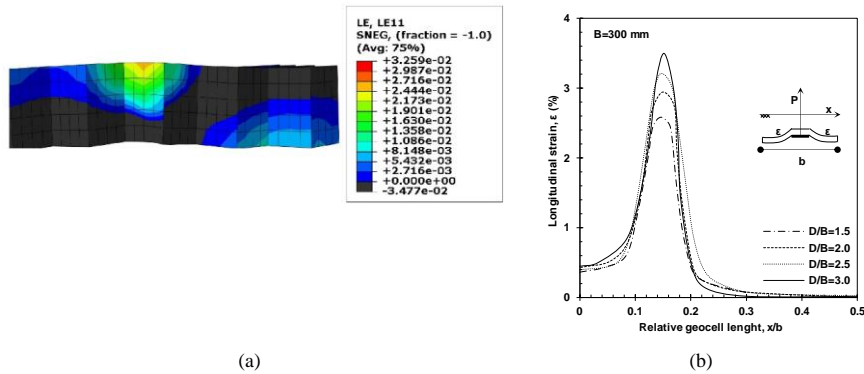 LE, LE11
SNEG, (fraction = -1.0)
(Avg: 75%)
+3.259e-02
+2.987e-02
+2.716e-02
+2.444e-02
+2.173e-02
+1.901e-02
+1.630e-02
+1.358e-02
+1.086e-02
+8.148e-03
+5.432e-03
+2.716e-03
+0.000e+00
-3.477e-02
(a)
Longitudinal strain, ε (%)
4
3
2
1
0
B=300 mm
P
x
ε ε
b
D/B=1.5
D/B=2.0
D/B=2.5
D/B=3.0
0 0.1 0.2 0.3 0.4 0.5
Relative geocell lenght, x/b
(b)